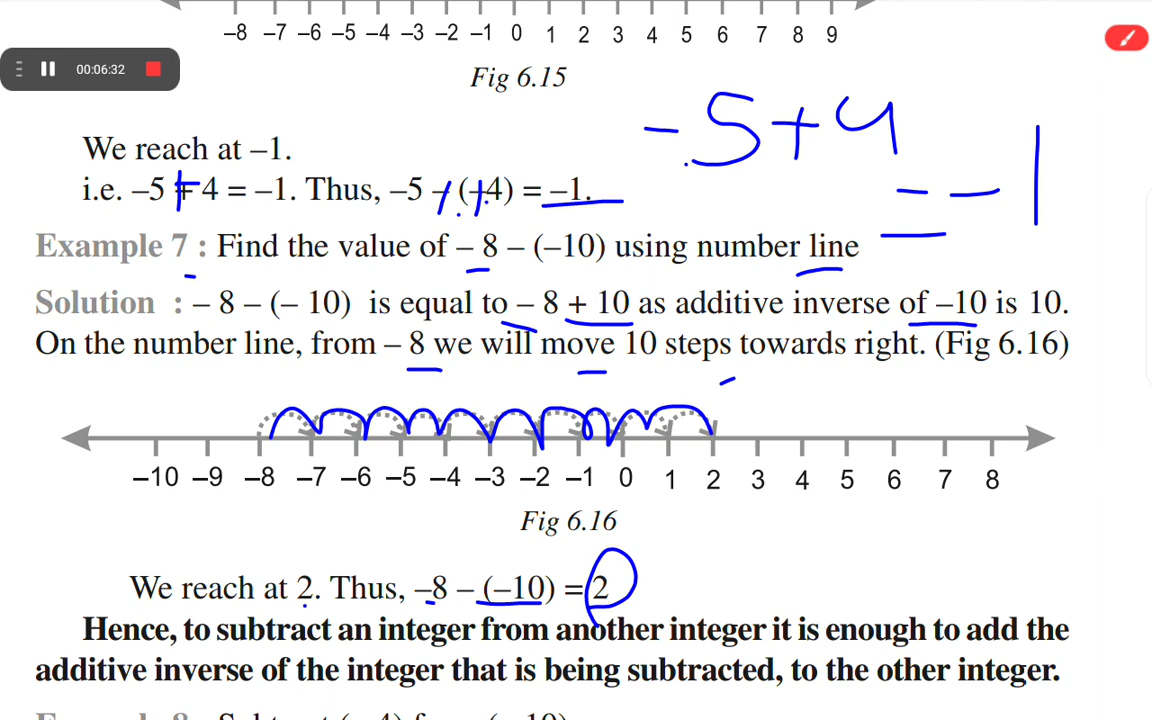 –8 –7 –6 –5 –4 –3 –2 –1 0 1 2 3 4 5 6 7 8 9
00:06:32
Fig 6.15
-5+4
= -1
We reach at –1.
i.e. –5 + 4 = –1. Thus, –5 – (–4) = –1.
Example 7 : Find the value of – 8 – (–10) using number line
Solution : – 8 – (– 10) is equal to – 8 + 10 as additive inverse of –10 is 10.
On the number line, from – 8 we will move 10 steps towards right. (Fig 6.16)
–10 –9 –8 –7 –6 –5 –4 –3 –2 –1 0 1 2 3 4 5 6 7 8
Fig 6.16
We reach at 2. Thus, –8 – (–10) = 2
Hence, to subtract an integer from another integer it is enough to add the
additive inverse of the integer that is being subtracted, to the other integer.